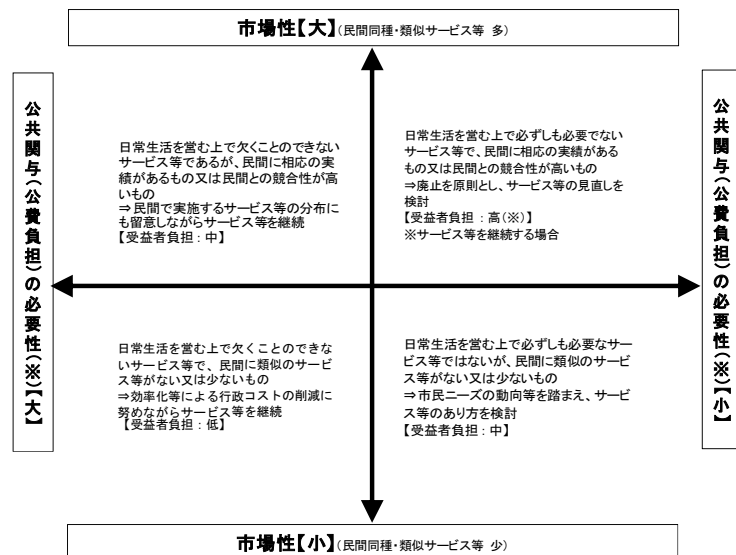 市場性【大】(民間同種・類似サービス等 多)
公共関与(公費負担)の必要性(※)【大】
日常生活を営む上で欠くことのできない
サービス等であるが、民間に相応の実
績があるもの又は民間との競合性が高
いもの
⇒民間で実施するサービス等の分布に
も留意しながらサービス等を継続
【受益者負担：中】
日常生活を営む上で必ずしも必要でない
サービス等で、民間に相応の実績がある
もの又は民間との競合性が高いもの
⇒廃止を原則とし、サービス等の見直しを
検討
【受益者負担：高(※)】
※サービス等を継続する場合
公共関与(公費負担)の必要性(※)【小】
日常生活を営む上で欠くことのできな
いサービス等で、民間に類似のサービ
ス等がない又は少ないもの
⇒効率化等による行政コストの削減に
努めながらサービス等を継続
【受益者負担：低】
日常生活を営む上で必ずしも必要なサー
ビス等ではないが、民間に類似のサービ
ス等がない又は少ないもの
⇒市民ニーズの動向等を踏まえ、サービ
ス等のあり方を検討
【受益者負担：中】
市場性【小】(民間同種・類似サービス等 少)